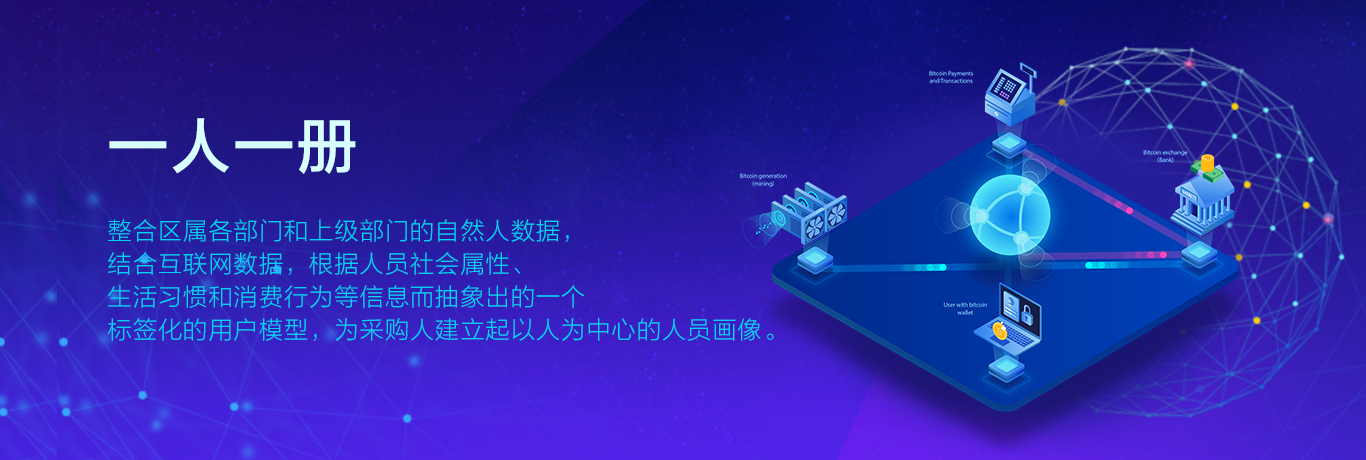 一人一册
整合区属各部门和上级部门的自然人数据，
结合互联网数据，根据人员社会属性、
生活习惯和消费行为等信息而抽象出的一个
标签化的用户模型，为采购人建立起以人为中心的人员画像。
Bitcoin Payments
and Transactions
Bitcoin exchange
(Bank)
Bitcoin generation
(mining)
User with bitcoin
wallet